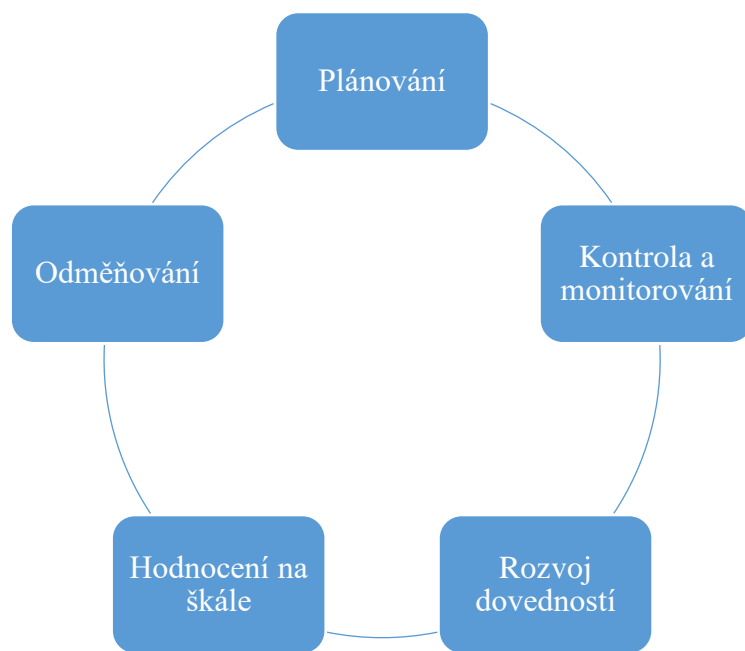 Plánování
Kontrola a
monitorování
Rozvoj
dovedností
Hodnocení na
škále
Odměňování